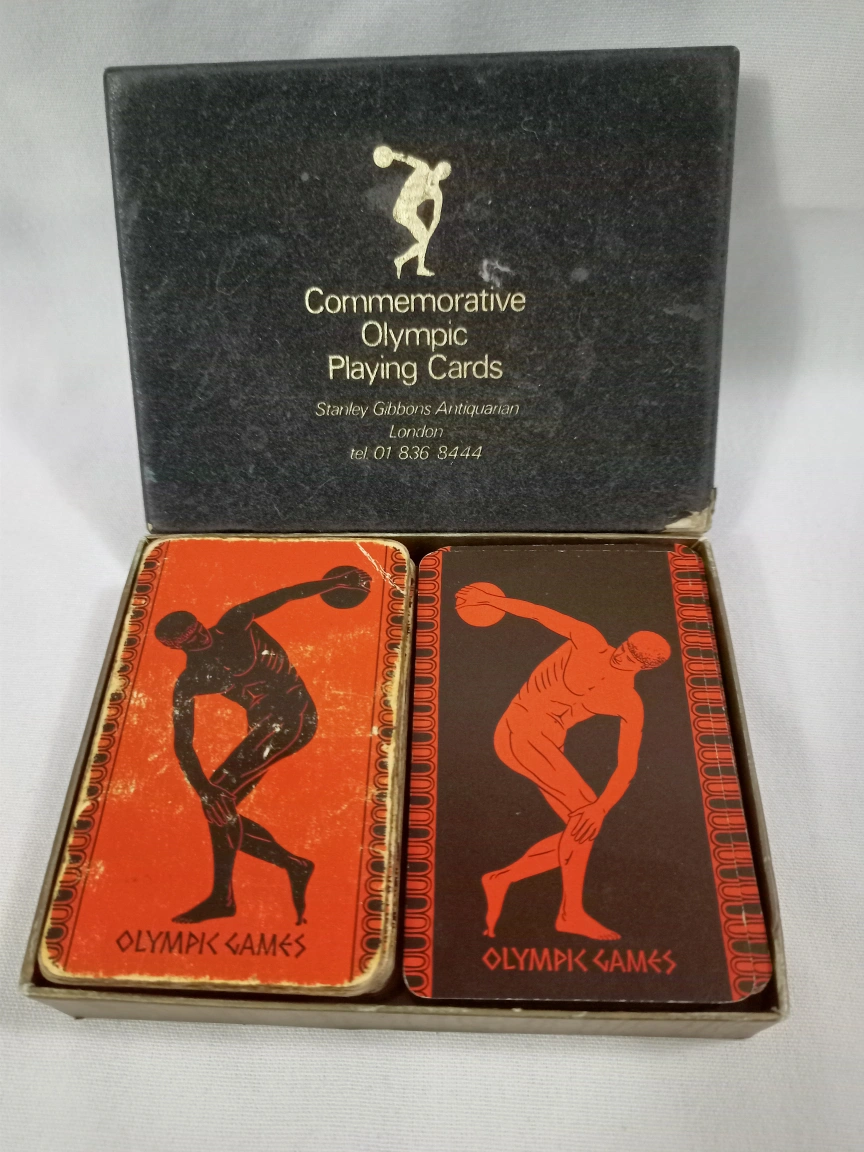 Commemorative
Olympic
Playing Cards
Stanley Gibbons Antiquarian
London
tel. 01 836 8444
OLYMPIC GAMES
OLYMPIC GAMES